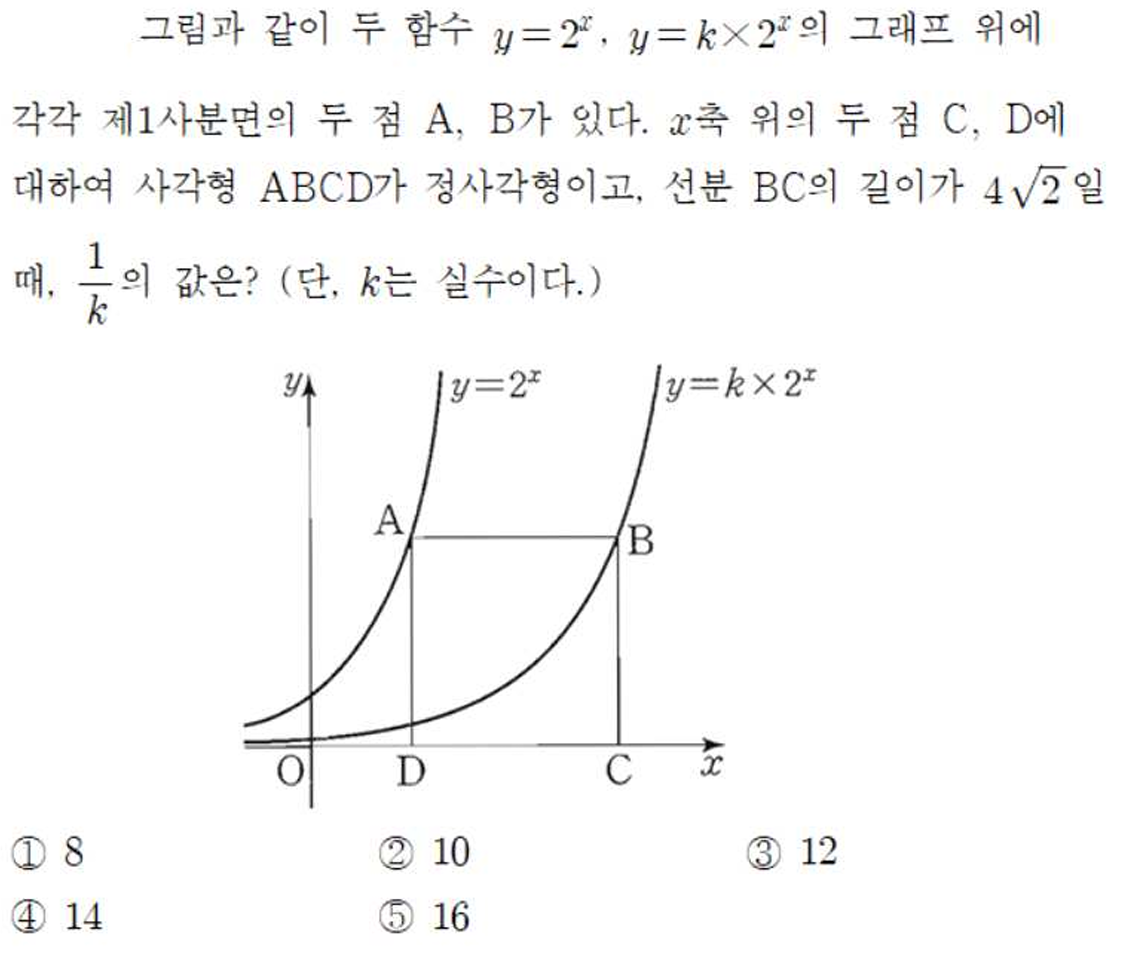 그림과 같이 두 함수 y=2^x, y=k×2^x의 그래프 위에
각각 제1사분면의 두 점 A, B가 있다. x축 위의 두 점 C, D에
대하여 사각형 ABCD가 정사각형이고, 선분 BC의 길이가 4√2일
때, 1/k의 값은? (단, k는 실수이다.)
y y=2^x y=k×2^x
A B
O D C x
① 8 ② 10 ③ 12
④ 14 ⑤ 16